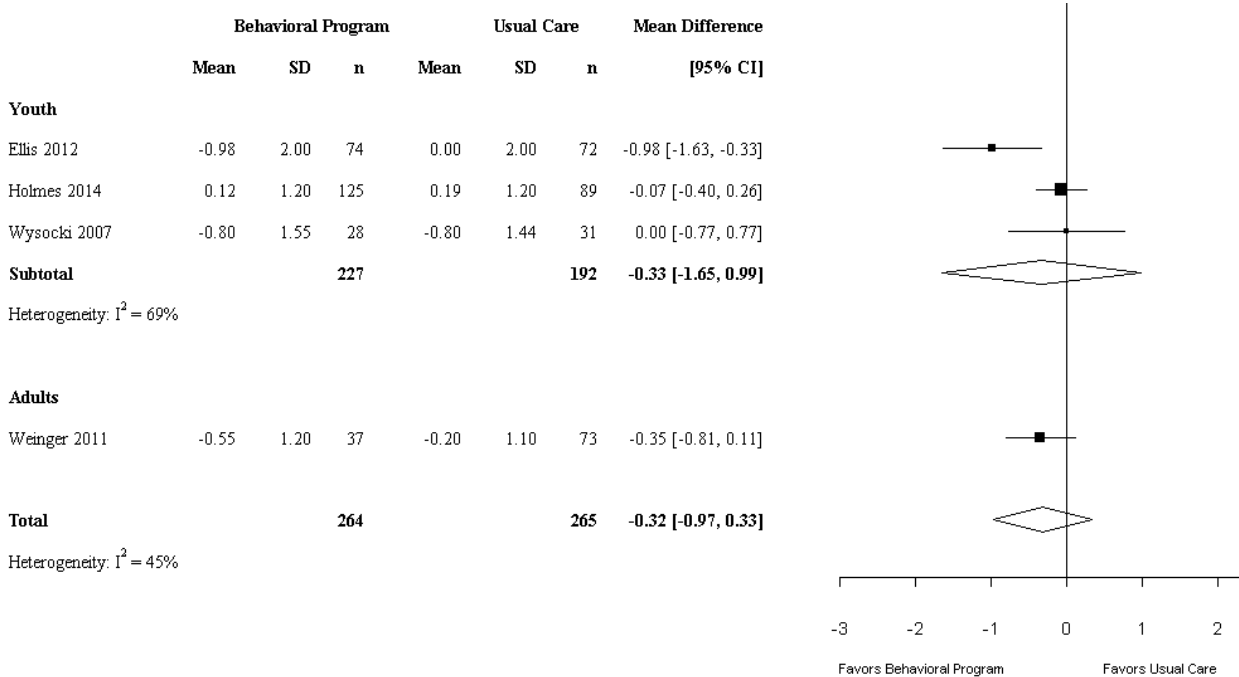 Behavioral Program Usual Care Mean Difference
Mean SD n Mean SD n [95% CI]
Youth
Ellis 2012 -0.98 2.00 74 0.00 2.00 72 -0.98 [-1.63, -0.33]
Holmes 2014 0.12 1.20 125 0.19 1.20 89 -0.07 [-0.40, 0.26]
Wysocki 2007 -0.80 1.55 28 -0.80 1.44 31 0.00 [-0.77, 0.77]
Subtotal 227 192 -0.33 [-1.65, 0.99]
Heterogeneity: I² = 69%
Adults
Weinger 2011 -0.55 1.20 37 -0.20 1.10 73 -0.35 [-0.81, 0.11]
Total 264 265 -0.32 [-0.97, 0.33]
Heterogeneity: I² = 45%
-3 -2 -1 0 1 2
Favors Behavioral Program Favors Usual Care